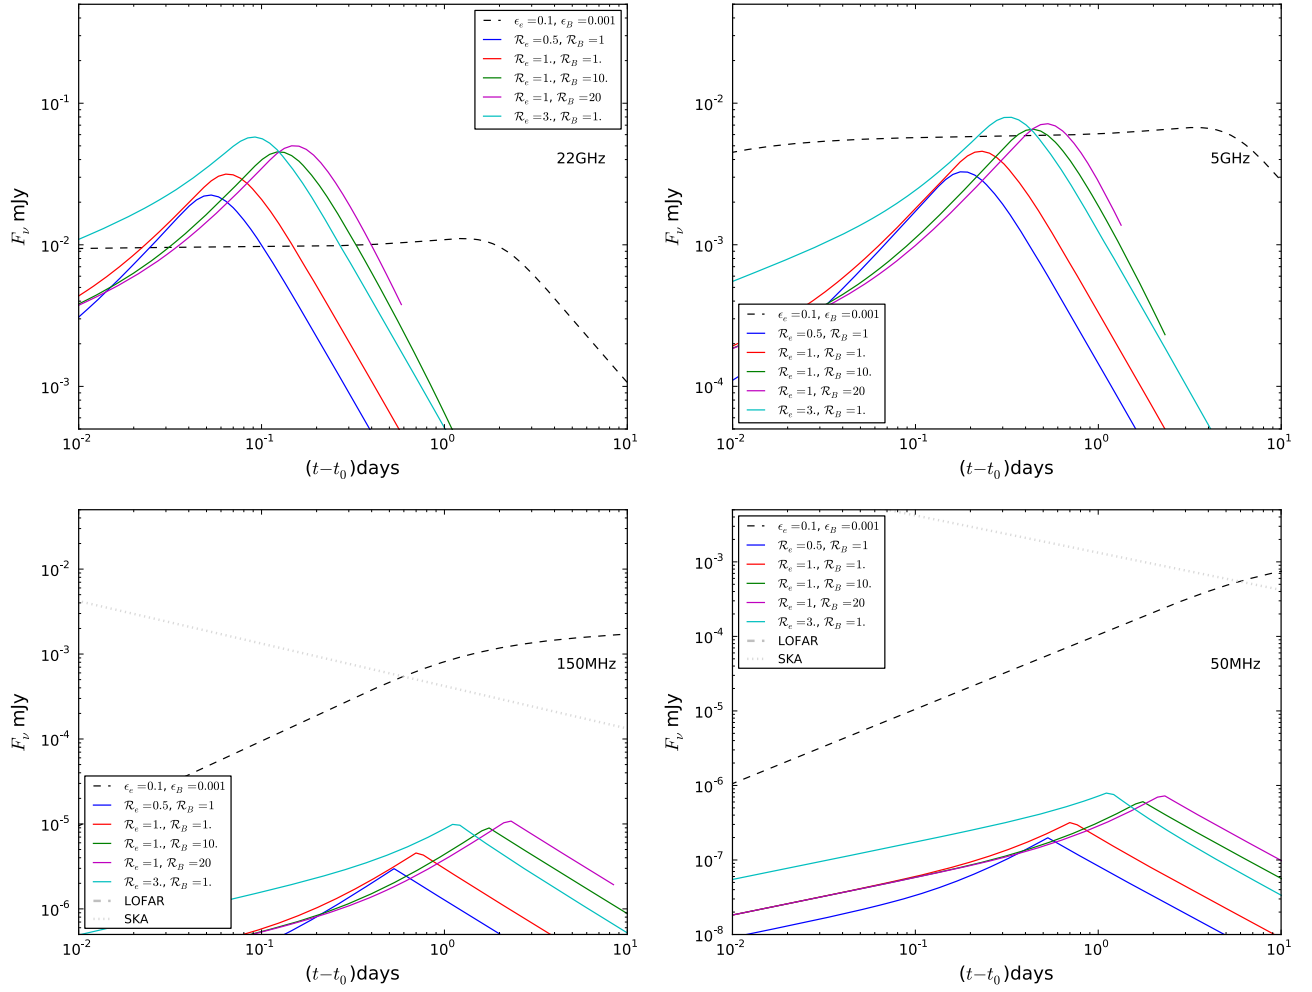 ϵ_e =0.1, ϵ_B =0.001
ℛ_e =0.5, ℛ_B =1
ℛ_e =1., ℛ_B =1.
ℛ_e =1., ℛ_B =10.
ℛ_e =1, ℛ_B =20
ℛ_e =3., ℛ_B =1.
22GHz
10^-1
10^-2
10^-3
F_ν mJy
10^-2 10^-1 10^0 10^1
(t−t_0)days
10^-2
10^-3
10^-4
F_ν mJy
5GHz
ϵ_e =0.1, ϵ_B =0.001
ℛ_e =0.5, ℛ_B =1
ℛ_e =1., ℛ_B =1.
ℛ_e =1., ℛ_B =10.
ℛ_e =1, ℛ_B =20
ℛ_e =3., ℛ_B =1.
10^-2 10^-1 10^0 10^1
(t−t_0)days
10^-2
10^-3
10^-4
10^-5
10^-6
F_ν mJy
150MHz
ϵ_e =0.1, ϵ_B =0.001
ℛ_e =0.5, ℛ_B =1
ℛ_e =1., ℛ_B =1.
ℛ_e =1., ℛ_B =10.
ℛ_e =1, ℛ_B =20
ℛ_e =3., ℛ_B =1.
LOFAR
SKA
10^-2 10^-1 10^0 10^1
(t−t_0)days
ϵ_e =0.1, ϵ_B =0.001
ℛ_e =0.5, ℛ_B =1
ℛ_e =1., ℛ_B =1.
ℛ_e =1., ℛ_B =10.
ℛ_e =1, ℛ_B =20
ℛ_e =3., ℛ_B =1.
LOFAR
SKA
50MHz
10^-3
10^-4
10^-5
10^-6
10^-7
10^-8
F_ν mJy
10^-2 10^-1 10^0 10^1
(t−t_0)days